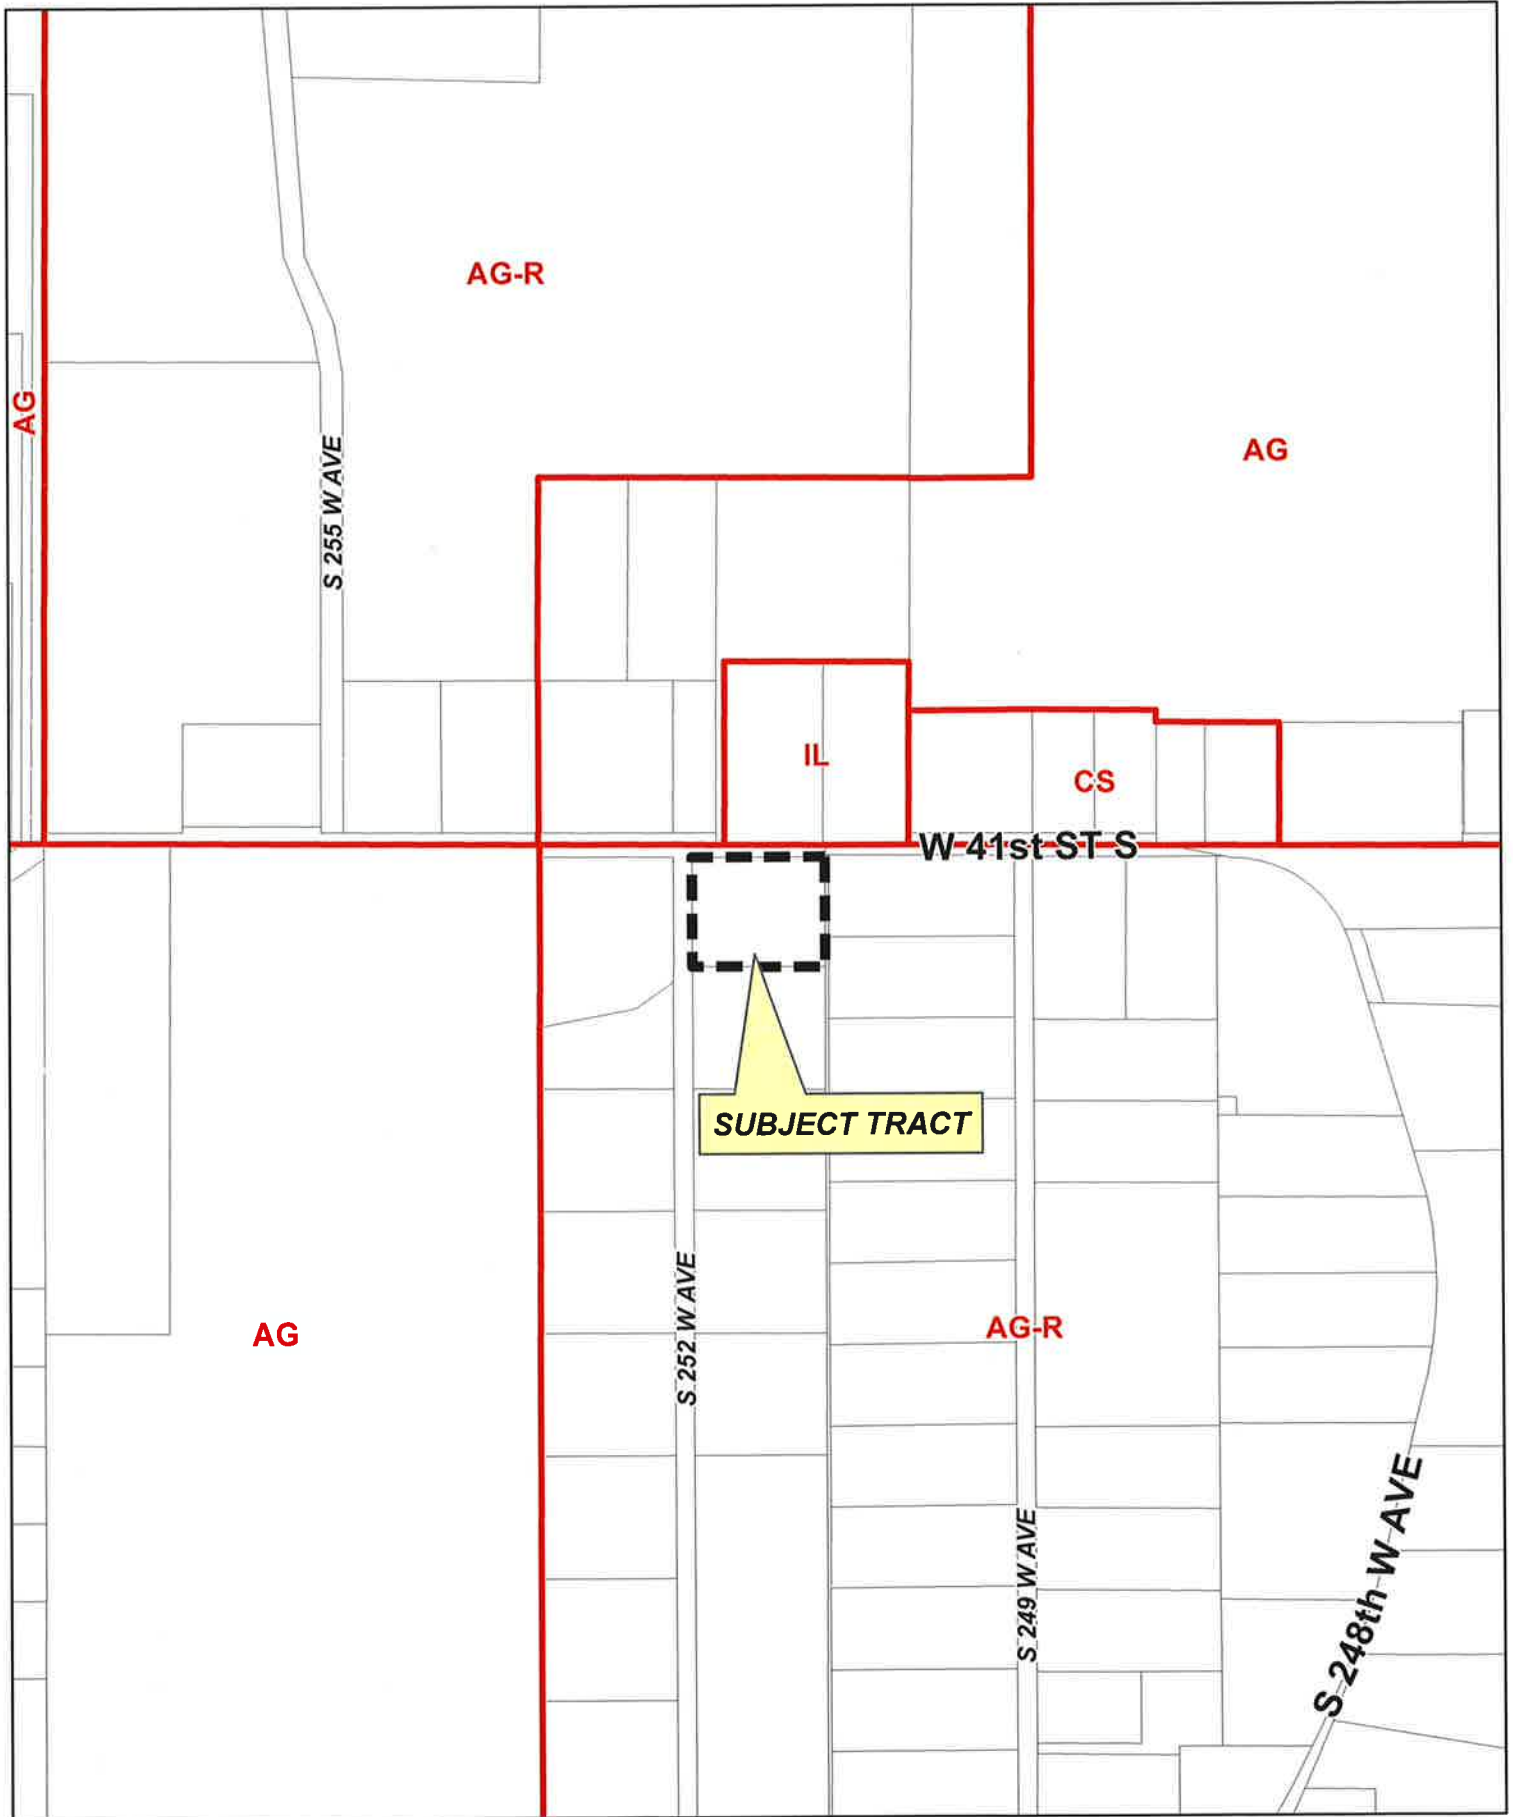 AG-R
AG
AG
S 255 W AVE
IL
CS
W 41st ST S
SUBJECT TRACT
S 252 W AVE
AG
AG-R
S 249 W AVE
S 248th W AVE